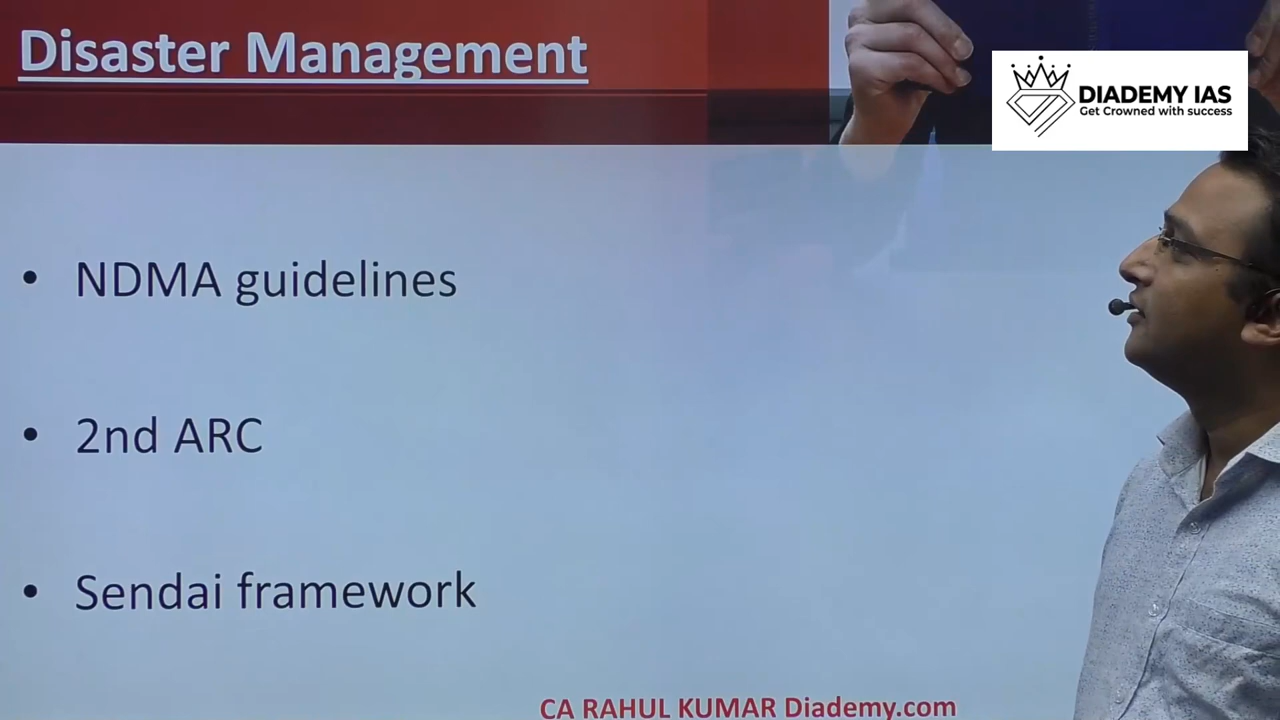 Disaster Management
DIADEMY IAS
Get Crowned with success
• NDMA guidelines
• 2nd ARC
• Sendai framework
CA RAHUL KUMAR Diademy.com